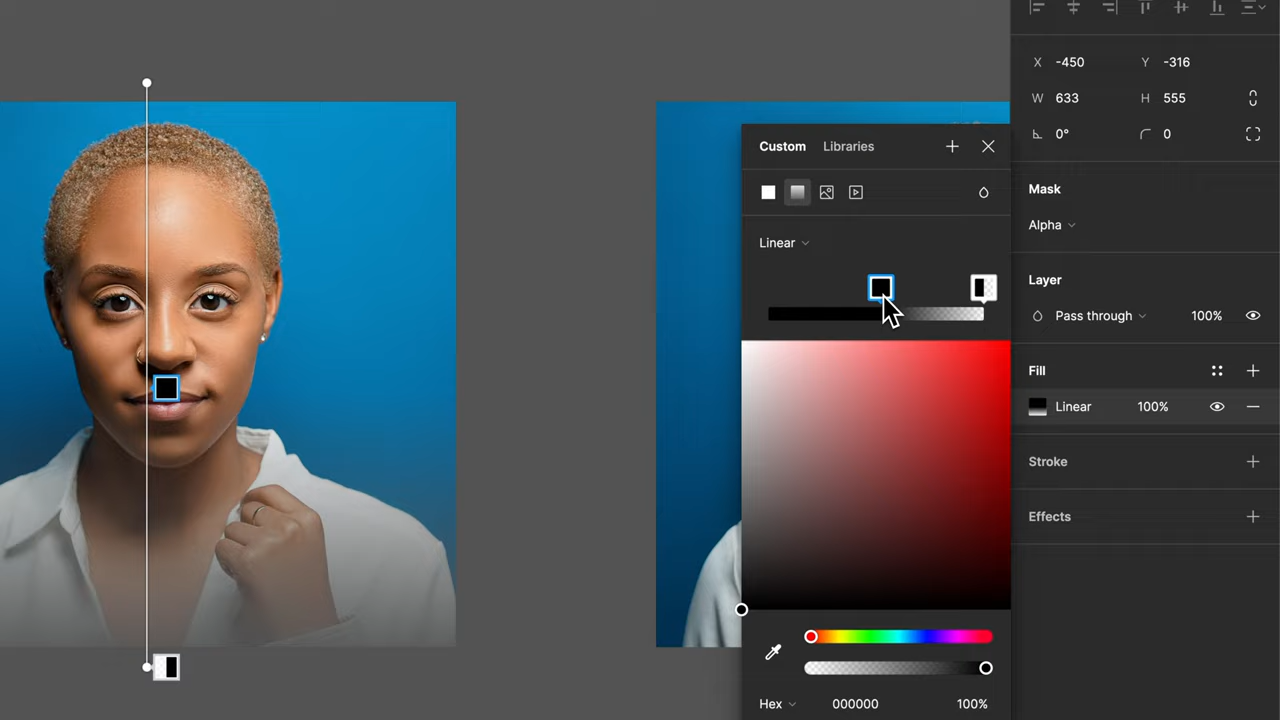 X -450 Y -316
W 633 H 555
0° 0
Custom Libraries
Mask
Alpha
Linear
Layer
Pass through 100%
Fill
Linear 100%
Stroke
Effects
Hex 000000 100%